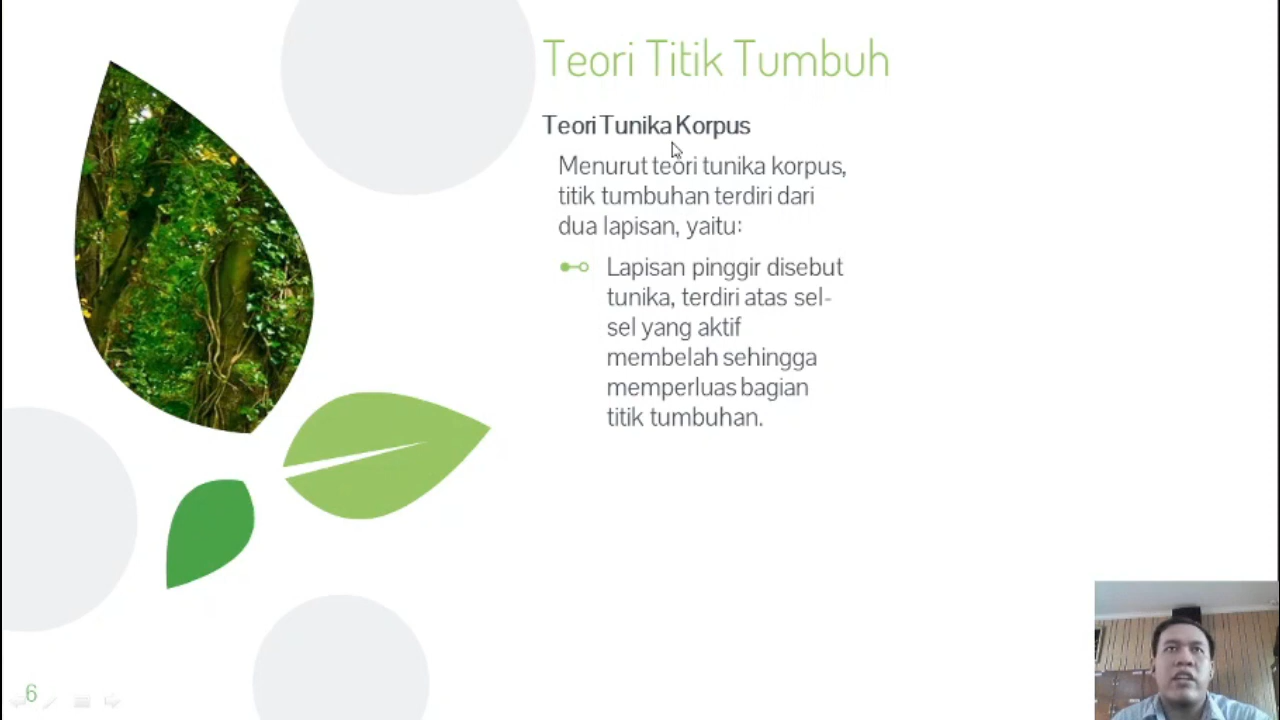 Teori Titik Tumbuh
Teori Tunika Korpus
Menurut teori tunika korpus,
titik tumbuhan terdiri dari
dua lapisan, yaitu:
Lapisan pinggir disebut
tunika, terdiri atas sel-
sel yang aktif
membelah sehingga
memperluas bagian
titik tumbuhan.
6